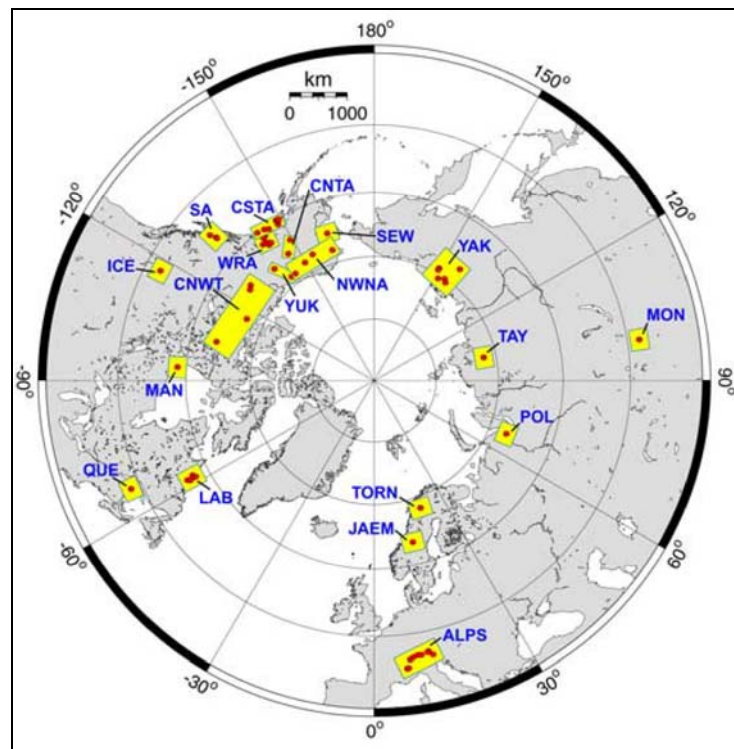 180°
-150°
150°
km
0 1000
CNTA
-120°
SA
CSTA
120°
SEW
YAK
ICE
WRA
CNWT
NWNA
YUK
MON
TAY
-90°
90°
MAN
POL
QUE
LAB
TORN
JAEM
-60°
60°
ALPS
-30°
30°
0°